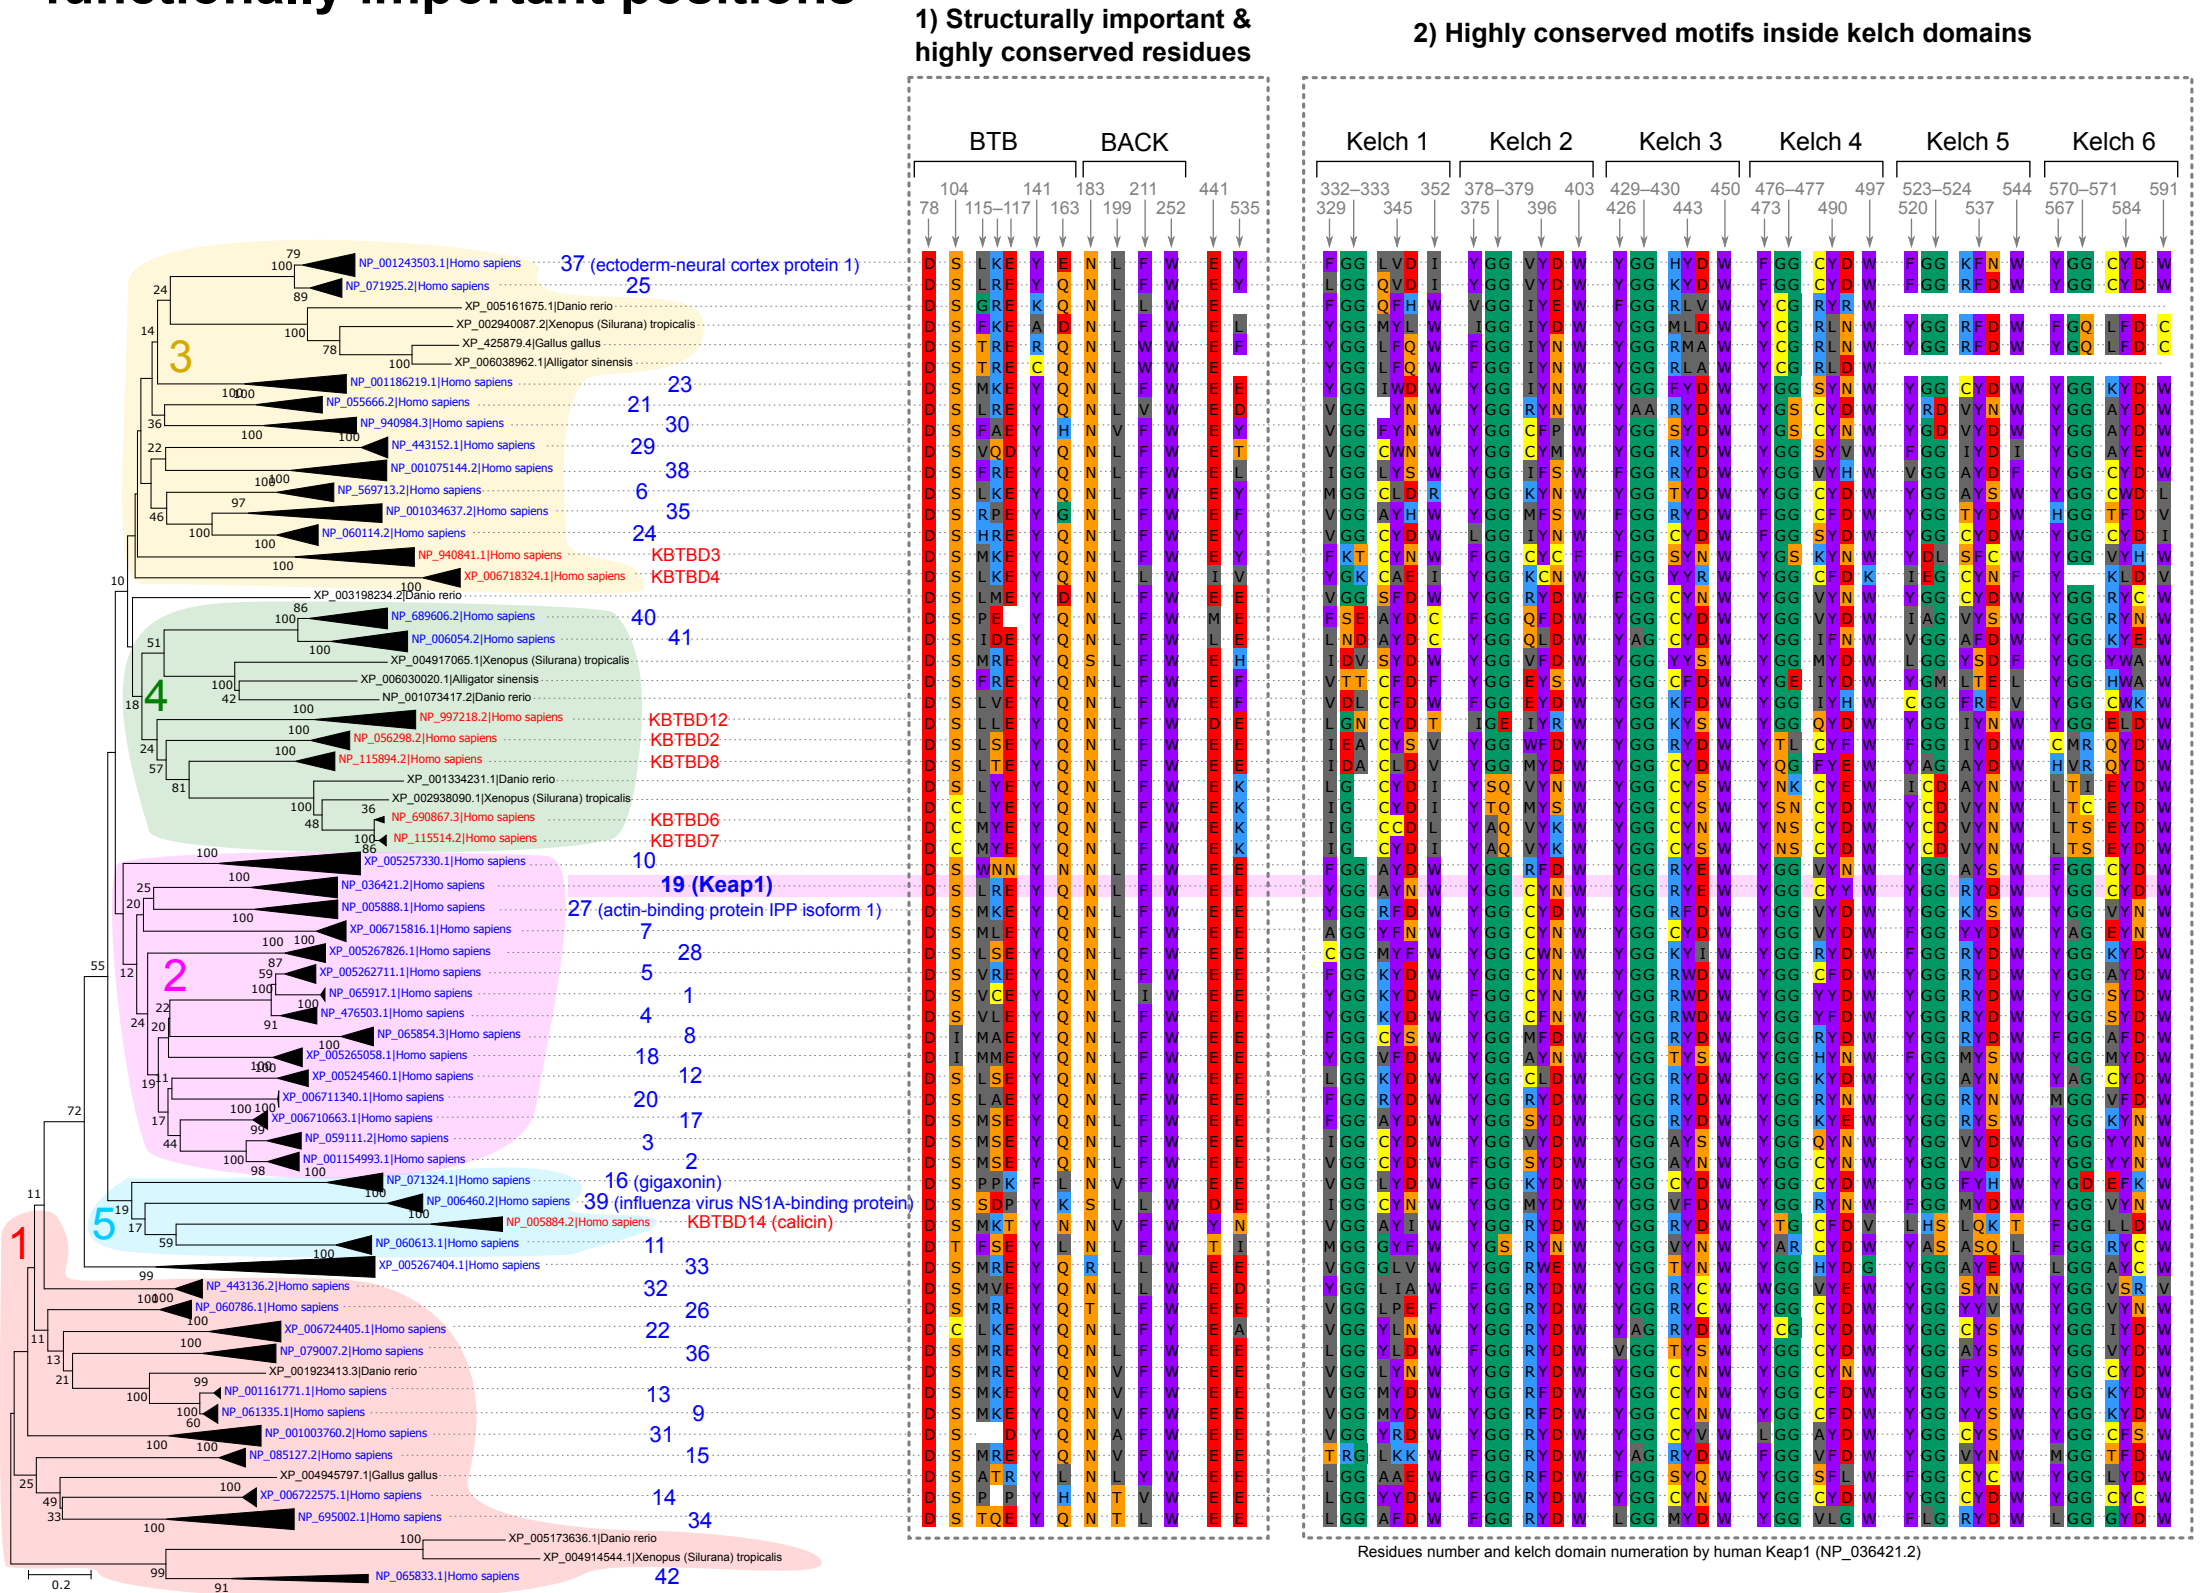 functionally important positions
1) Structurally important &
highly conserved residues
2) Highly conserved motifs inside kelch domains
BTB BACK Kelch 1 Kelch 2 Kelch 3 Kelch 4 Kelch 5 Kelch 6
104 141 183 211 441 332–333 352 378–379 403 429–430 450 476–477 497 523–524 544 570–571 591
78 115–117 163 199 252 535 329 345 375 396 426 443 473 490 520 537 567 584
NP_001243503.1|Homo sapiens 37 (ectoderm-neural cortex protein 1) D S L K E Y E N L F W E Y F G G L V D I Y G G V Y D W Y G G H Y D W F G G C Y D W F G G K F N W Y G G C Y D W
NP_071925.2|Homo sapiens 25 D S L R E Y Q N L F W E Y L G G Q V D I Y G G V Y D W Y G G K Y D W F G G C Y D W F G G R F D W Y G G C Y D W
XP_005161675.1|Danio rerio D S G R E K Q N L L W E F G G Q F H W V G G I Y E W F G G R L V W Y C G R Y R W
XP_002940087.2|Xenopus (Silurana) tropicalis D S F K E A D N L F W E L Y G G M Y L W I G G I Y D W Y G G M L D W Y C G R L N W Y G G R F D W F G Q L F D C
XP_425879.4|Gallus gallus D S T R E R Q N L W W E F Y G G L F Q W F G G I Y N W Y G G R M A W Y C G R L N W Y G G R F D W Y G Q L F D C
XP_006038962.1|Alligator sinensis D S T R E C Q N L W W E Y G G L F Q W F G G I Y N W Y G G R L A W Y C G R L D W
NP_001186219.1|Homo sapiens 23 D S M K E Y Q N L F W E E Y G G I W D W Y G G I Y N W Y G G F Y D W Y G G S Y N W Y G G C Y D W Y G G K Y D W
NP_055666.2|Homo sapiens 21 D S L R E Y Q N L V W E D V G G Y N W Y G G R Y N W Y A A R Y D W Y G S C Y D W Y R D V Y N W Y G G A Y D W
NP_940984.3|Homo sapiens 30 D S F A E Y H N V F W E Y V G G F Y N W Y G G C F P W Y G G S Y D W Y G S C Y N W Y G D V Y D W Y G G A Y D W
NP_443152.1|Homo sapiens 29 D S V Q D Y Q N L F W E T V G G C W N W Y G G C Y M W Y G G R Y D W Y G G S Y V W F G G I Y D I Y G G A Y E W
NP_001075144.2|Homo sapiens 38 D S F R E Y Q N L F W E L I G G L Y S W Y G G I F S W F G G R Y D W Y G G V Y H W V G G A Y D F Y G G C Y D W
NP_569713.2|Homo sapiens 6 D S L K E Y Q N L F W E Y M G G C L D R Y G G K Y N W Y G G T Y D W Y G G C Y D W Y G G A Y S W Y G G C W D L
NP_001034637.2|Homo sapiens 35 D S R P E Y G N L F W E F V G G A Y H W Y G G M F S W F G G R Y D W F G G C F D W Y G G T Y D W H G G T F D V
NP_060114.2|Homo sapiens 24 D S H R E Y Q N L F W E Y V G G C Y D W L G G I Y N W Y G G C Y D W F G G S Y D W Y G G C Y D W Y G G C Y D I
NP_940841.1|Homo sapiens KBTBD3 D S M K E Y Q N L F W E Y F K T C Y N W F G G C Y C F F G G S Y N W Y G S K Y N W Y D L S F C W Y G G V Y H W
XP_006718324.1|Homo sapiens KBTBD4 D S L K E Y Q N L L W I V Y G K C A E I Y G G K C N W Y G G Y Y R W Y G G C F D K I E G C Y N F Y K L D V
XP_003198234.2|Danio rerio D S L M E Y D N L F W E E V G G S F D W Y G G R Y D W F G G C Y N W Y G G V Y N W Y G G C Y D W Y G G R Y C W
NP_689606.2|Homo sapiens 40 D S P E Y Q N L F W M E F S E A Y D C F G G Q F D W Y G G C Y D W Y G G V Y D W I A G V Y S W Y G G R Y N W
NP_006054.2|Homo sapiens 41 D S I D E Y Q N L F W L E L N D A Y D C Y G G Q L D W Y A G C Y D W Y G G I F N W V G G A F D W Y G G K Y E W
XP_004917065.1|Xenopus (Silurana) tropicalis D S M R E Y Q S L F W E H I D V S Y D W Y G G V F D W Y G G Y Y S W Y G G M Y D W L G G Y S D F Y G G Y W A W
XP_006030020.1|Alligator sinensis D S F R E Y Q N L F W E F V T T C F D F Y G G E Y S W Y G G C F D W Y G E I Y D W Y G M L T E L Y G G H W A W
NP_001073417.2|Danio rerio D S L V E Y Q N L F W E F V D L C F D W F G G E Y D W Y G G K F D W Y G G I Y H W C G G F R E V Y G G C W K W
NP_997218.2|Homo sapiens KBTBD12 D S L L E Y Q N L F W D E L G N C Y D T I G E I Y R W Y G G K Y S W Y G G Q Y D W Y G G I Y N W Y G G E L D W
NP_056298.2|Homo sapiens KBTBD2 D S L S E Y Q N L F W E E I E A C Y S V Y G G W F D W Y G G R Y D W Y T L C Y F W F G G I Y D W C M R Q Y D W
NP_115894.2|Homo sapiens KBTBD8 D S L T E Y Q N L F W E E I D A C L D V Y G G M Y D W Y G G C Y D W Y Q G F Y E W Y A G A Y D W H V R Q Y D W
XP_001334231.1|Danio rerio D S L Y E Y Q N L F W E K L G C Y D I Y S Q V Y N W Y G G C Y S W Y N K C Y E W I C D A Y N W L T I E Y D W
XP_002938090.1|Xenopus (Silurana) tropicalis D C L Y E Y Q N L F W E K I G C Y D I Y T Q M Y S W Y G G C Y S W Y S N C Y E W Y C D V Y N W L T C E Y D W
NP_690867.3|Homo sapiens KBTBD6 D C M Y E Y Q N L F W E K I G C C D L Y A Q V Y K W Y G G C Y N W Y N S C Y D W Y C D V Y N W L T S E Y D W
NP_115514.2|Homo sapiens KBTBD7 D C M Y E Y Q N L F W E K I G C Y D I Y A Q V Y K W Y G G C Y S W Y N S C Y D W Y C D V Y N W L T S E Y D W
XP_005257330.1|Homo sapiens 10 D S W N N Y N N L F W E E F G G A Y D W Y G G R F D W Y G G R Y D W Y G G V Y N W Y G G A Y S W F G G C Y D W
NP_036421.2|Homo sapiens 19 (Keap1) D S L R E Y Q N L F W E E Y G G A Y N W Y G G C Y N W Y G G R Y E W Y G G C Y Y W Y G G R Y D W Y G G C Y D W
NP_005888.1|Homo sapiens 27 (actin-binding protein IPP isoform 1) D S M K E Y Q N L F W E E Y G G R F D W Y G G C Y D W Y G G R F D W Y G G V Y D W Y G G K Y S W Y G G V Y N W
XP_006715816.1|Homo sapiens 7 D S M L E Y Q N L F W E E A G G Y F N W Y G G C Y D W Y G G C Y D W Y G G V Y D W F G G Y Y D W Y A G E Y N W
XP_005267826.1|Homo sapiens 28 D S L S E Y Q N L F W E E C G G M Y F W Y G G C W N W Y G G K Y I W Y G G R Y D W F G G R Y D W Y G G K Y D W
XP_005262711.1|Homo sapiens 5 D S V R E Y Q N L F W E E F G G K Y D W Y G G C Y N W Y G G R W D W Y G G C F D W Y G G R Y D W Y G G A Y D W
NP_065917.1|Homo sapiens 1 D S V C E Y Q N L I W E E Y G G K Y D W F G G C Y N W Y G G R W D W Y G G Y Y D W Y G G R Y D W Y G G S Y D W
NP_476503.1|Homo sapiens 4 D S V L E Y Q N L F W E E Y G G K Y D W Y G G C F N W Y G G R W D W Y G G Y F D W Y G G R Y D W Y G G S Y D W
NP_065854.3|Homo sapiens 8 D I M A E Y Q N L F W E E F G G C Y S W Y G G M F D W Y G G R Y D W Y G G R Y D W Y G G R Y D W F G G A F D W
XP_005265058.1|Homo sapiens 18 D I M M E Y Q N L F W E E Y G G V F D W Y G G A Y N W Y G G T Y S W Y G G H Y N W F G G M Y S W Y G G M Y D W
XP_005245460.1|Homo sapiens 12 D S L S E Y Q N L F W E E L G G K Y D W Y G G C L D W Y G G R Y D W Y G G K Y D W Y G G A Y N W Y A G C Y D W
XP_006711340.1|Homo sapiens 20 D S L A E Y Q N L F W E E F G G R Y D W Y G G R Y D W Y G G R Y D W Y G G R Y N W Y G G R Y N W M G G V F D W
XP_006710663.1|Homo sapiens 17 D S M S E Y Q N L F W E E F G G A Y D W Y G G S Y D W Y G G R Y D W Y G G K Y E W Y G G R Y S W Y G G K Y N W
NP_059111.2|Homo sapiens 3 D S M S E Y Q N L F W E E I G G C Y D W Y G G V Y D W Y G G A Y S W Y G G Q Y N W Y G G V Y D W Y G G Y Y N W
NP_001154993.1|Homo sapiens 2 D S M S E Y Q N L F W E E V G G C Y D W F G G S Y D W Y G G A Y N W Y G G C Y N W Y G G V Y D W Y G G Y Y N W
NP_071324.1|Homo sapiens 16 (gigaxonin) D S P P K F L N V F W E E V G G L Y D W F G G K Y D W Y G G C Y D W Y G G C Y D W Y G G F Y H W Y G D E F K W
NP_006460.2|Homo sapiens 39 (influenza virus NS1A-binding protein) D S S D P Y K S L L W D E I G G C Y N W Y G G M Y D W Y G G V F D W Y G G R Y N W F G G M Y D W Y G G V Y N W
NP_005884.2|Homo sapiens KBTBD14 (calicin) D S M K T Y N N V F W Y N V G G A Y I W Y G G R Y D W Y G G R Y D W Y T G C F D V L H S L Q K T F G G L L D W
NP_060613.1|Homo sapiens 11 D T F S E Y L N L F W T I M G G G Y F W Y G S R Y N W Y G G V Y N W Y A R C Y D W Y A S A S Q L F G G R Y C W
XP_005267404.1|Homo sapiens 33 D S M R E Y Q R L L W E E V G G G L V W Y G G R W E W Y G G T Y N W Y G G H Y D G Y G G A Y E W L G G A Y C W
NP_443136.2|Homo sapiens 32 D S M V E Y Q N L L W E D Y G G L I A W Y G G R Y D W Y G G R Y C W W G G V Y E W Y G G S Y N W Y G G V S R V
NP_060786.1|Homo sapiens 26 D S M R E Y Q T L F W E E V G G L P E F Y G G R Y D W Y G G R Y C W Y G G C Y D W Y G G Y Y V W Y G G V Y N W
XP_006724405.1|Homo sapiens 22 D C L K E Y Q N L F Y E A V G G Y L N W Y G G R Y D W Y A G R Y D W Y C G C Y D W Y G G C Y S W Y G G I Y D W
NP_079007.2|Homo sapiens 36 D S M R E Y Q N L F W E E L G G Y L D W F G G R Y D W V G G T Y S W Y G G C Y D W Y G G A Y S W Y G G V Y D W
XP_001923413.3|Danio rerio D S M R E Y Q N V F W E E V G G L Y N W Y G G R Y D W Y G G C Y N W Y G G C Y N W Y G G F Y S W Y G G C Y D W
NP_001161771.1|Homo sapiens 13 D S M K E Y Q N V F W E E V G G M Y D W Y G G R F D W Y G G C Y N W Y G G C F D W Y G G Y Y S W Y G G K Y D W
NP_061335.1|Homo sapiens 9 D S M K E Y Q N V F W E E V G G M Y D W Y G G R F D W Y G G C Y N W Y G G C F D W Y G G Y Y S W Y G G K Y D W
NP_001003760.2|Homo sapiens 31 D S D Y Q N A F W E E V G G Y R D W Y G G R Y D W Y G G C Y V W L G G A Y D W Y G G C Y S W Y G G C F S W
NP_085127.2|Homo sapiens 15 D S M R E Y Q N V F W E E T R G L K K W F G G R Y D W Y A G R Y D W F G G V F D W Y G G V Y N W M G G T F D W
XP_004945797.1|Gallus gallus D S A T R Y L N L Y W E E L G G A A E W Y G G R F D W F G G S Y Q W Y G G S F L W F G G C Y C W Y G G L Y D W
XP_006722575.1|Homo sapiens 14 D S P P Y H N T V W E E L G G Y Y D W F G G R Y D W Y G G C Y N W Y G G C Y D W Y G G C Y D W Y G G C Y C W
NP_695002.1|Homo sapiens 34 D S T Q E Y Q N T L W E E L G G A F D W F G G R Y D W L G G M Y D W Y G G V L G W F L G R Y D W L G G G Y D W
XP_005173636.1|Danio rerio
XP_004914544.1|Xenopus (Silurana) tropicalis
NP_065833.1|Homo sapiens 42
3
4
2
5
1
0.2
Residues number and kelch domain numeration by human Keap1 (NP_036421.2)